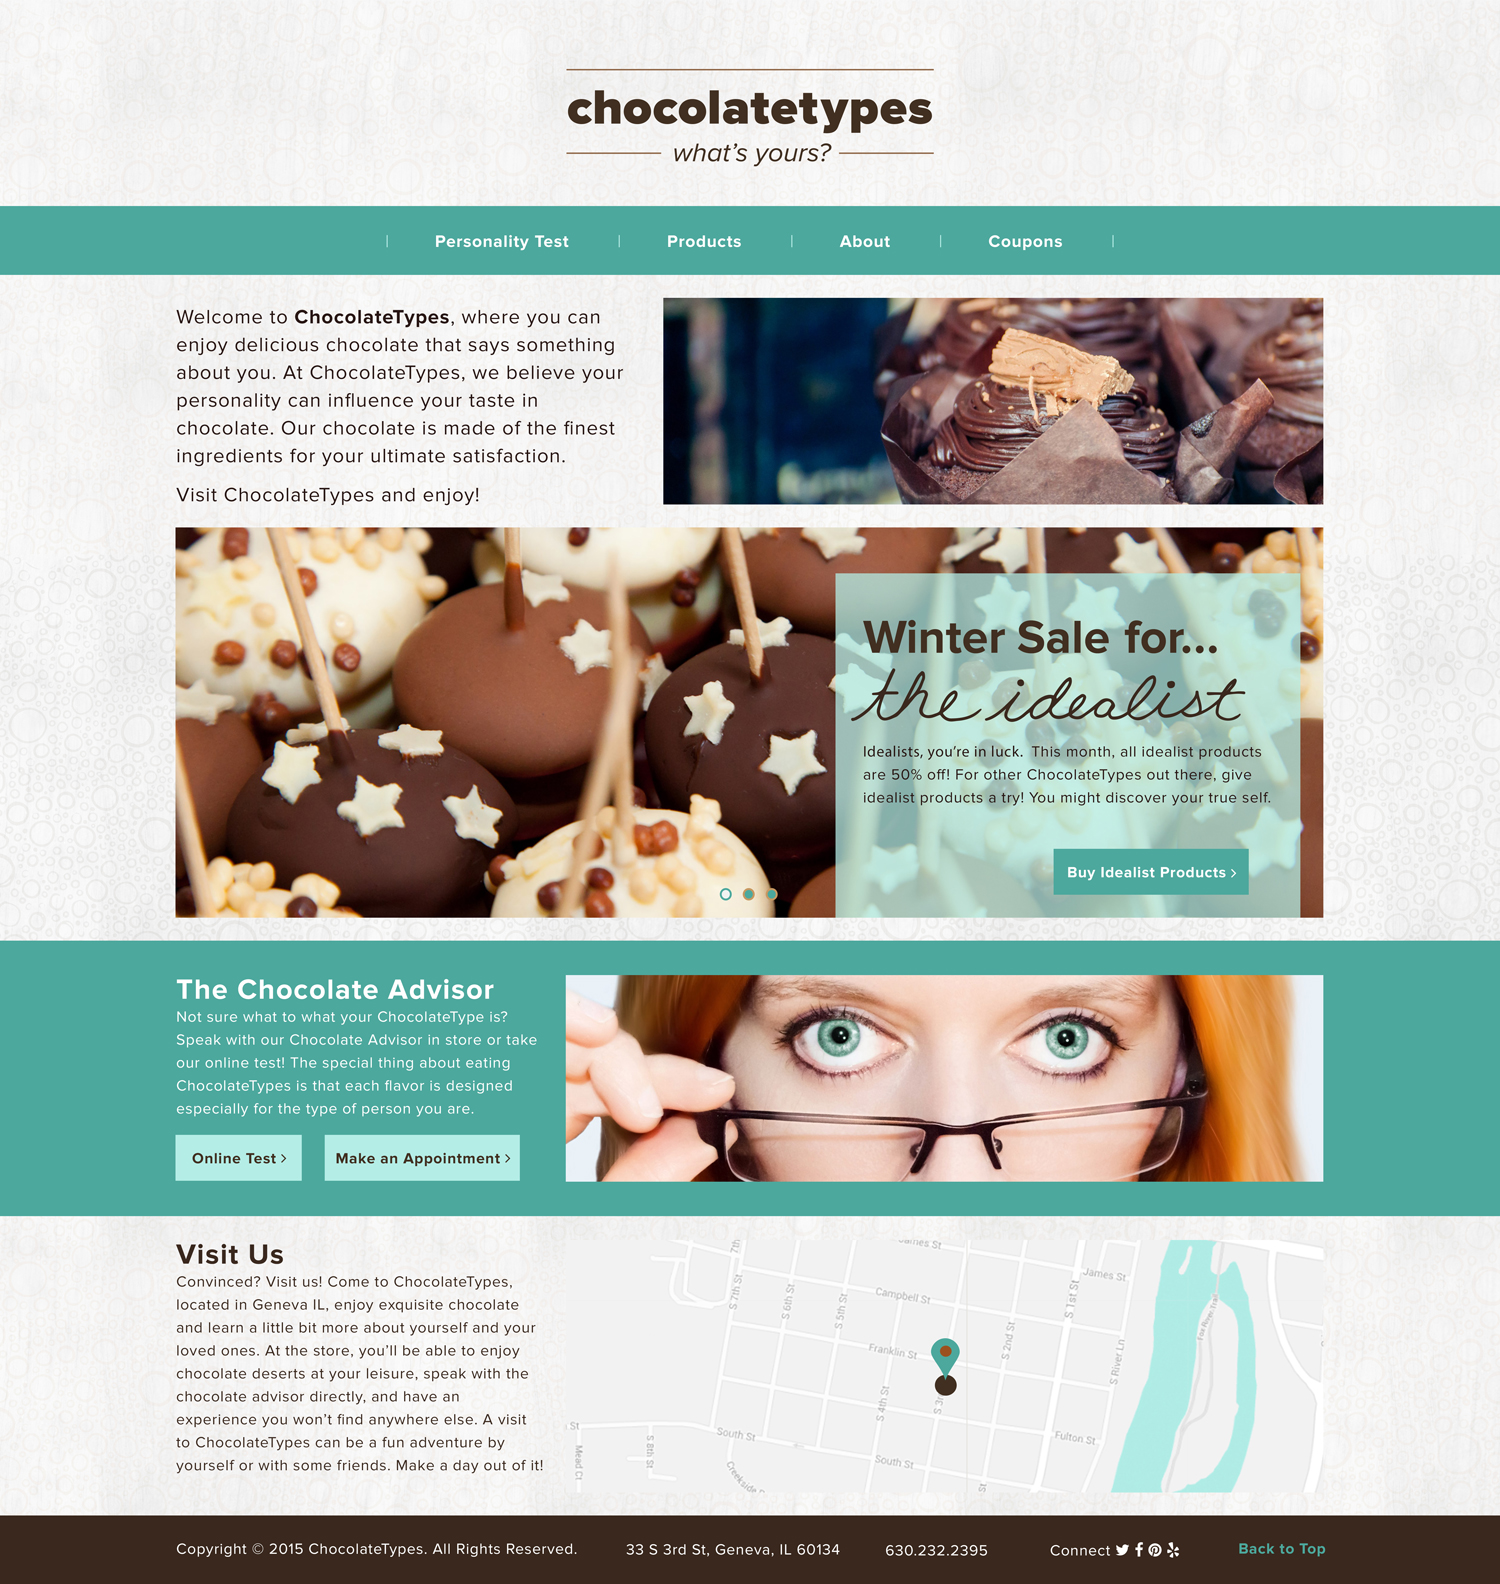 chocolatetypes
what's yours?
Personality Test
Products
About
Coupons
Welcome to ChocolateTypes, where you can
enjoy delicious chocolate that says something
about you. At ChocolateTypes, we believe your
personality can influence your taste in
chocolate. Our chocolate is made of the finest
ingredients for your ultimate satisfaction.
Visit ChocolateTypes and enjoy!
Winter Sale for...
the idealist
Idealists, you're in luck. This month, all idealist products
are 50% off! For other ChocolateTypes out there, give
idealist products a try! You might discover your true self.
Buy Idealist Products >
The Chocolate Advisor
Not sure what to what your ChocolateType is?
Speak with our Chocolate Advisor in store or take
our online test! The special thing about eating
ChocolateTypes is that each flavor is designed
especially for the type of person you are.
Online Test >
Make an Appointment >
Visit Us
Convinced? Visit us! Come to ChocolateTypes,
located in Geneva IL, enjoy exquisite chocolate
and learn a little bit more about yourself and your
loved ones. At the store, you'll be able to enjoy
chocolate deserts at your leisure, speak with the
chocolate advisor directly, and have an
experience you won't find anywhere else. A visit
to ChocolateTypes can be a fun adventure by
yourself or with some friends. Make a day out of it!
7th
James St
S 7th St
S 6th St
S 5th St
Campbell St
James St
S 1st St
Franklin St
S 2nd St
S River Ln
S 4th St
S 3
St
Mead Ct
S 8th St
South St
Creekside
South St
St
Fulton St
Copyright © 2015 ChocolateTypes. All Rights Reserved.
33 S 3rd St, Geneva, IL 60134
630.232.2395
Connect
Back to Top